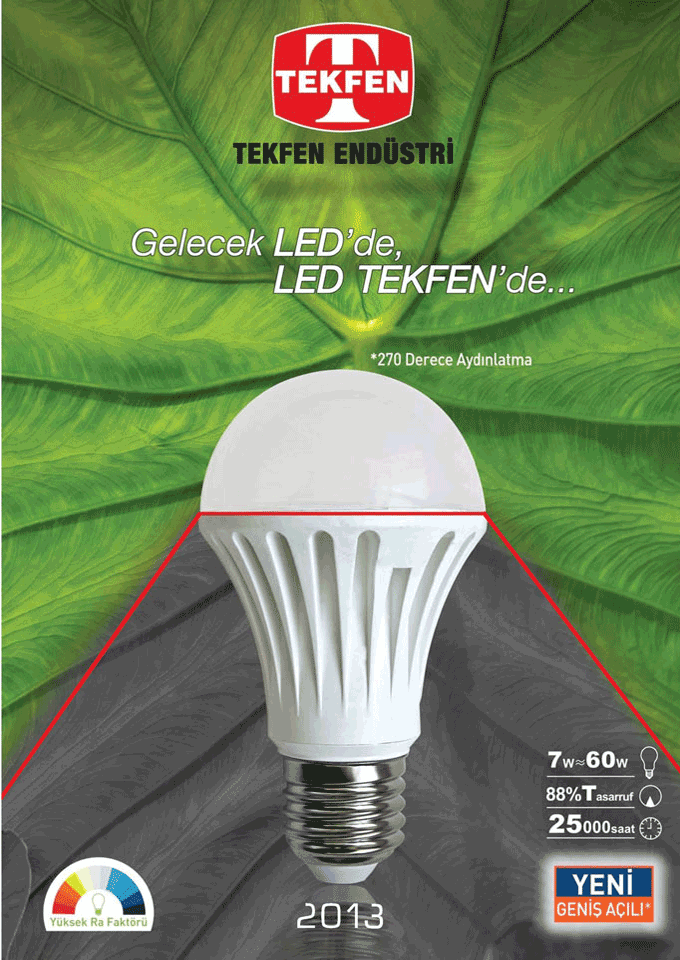 TEKFEN
TEKFEN ENDÜSTRİ
Gelecek LED'de,
LED TEKFEN'de...
*270 Derece Aydınlatma
7W≈60W
88%Tasarruf
25000saat
YENİ
GENİŞ AÇILI*
Yüksek Ra Faktörü
2013